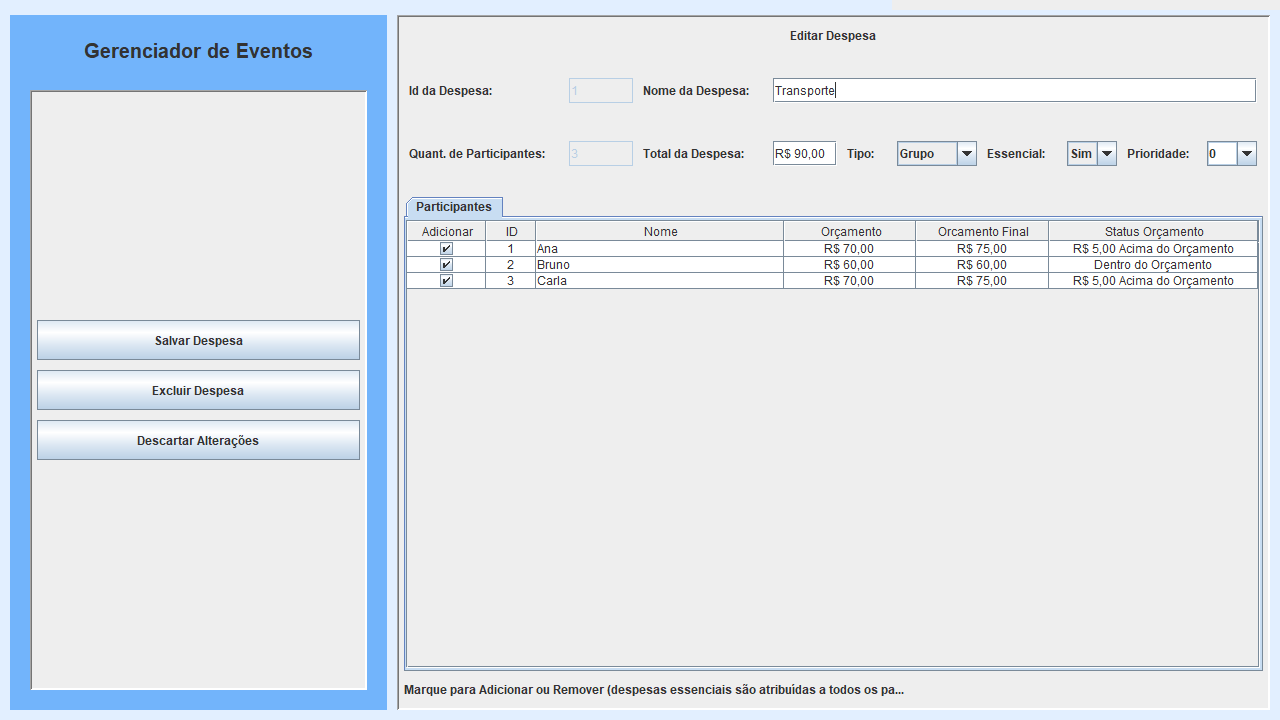 Gerenciador de Eventos
Salvar Despesa
Excluir Despesa
Descartar Alterações
Editar Despesa
Id da Despesa: 1 Nome da Despesa: Transporte
Quant. de Participantes: 3 Total da Despesa: R$ 90,00 Tipo: Grupo Essencial: Sim Prioridade: 0
Participantes
Adicionar ID Nome Orçamento Orcamento Final Status Orçamento
1 Ana R$ 70,00 R$ 75,00 R$ 5,00 Acima do Orçamento
2 Bruno R$ 60,00 R$ 60,00 Dentro do Orçamento
3 Carla R$ 70,00 R$ 75,00 R$ 5,00 Acima do Orçamento
Marque para Adicionar ou Remover (despesas essenciais são atribuídas a todos os pa...